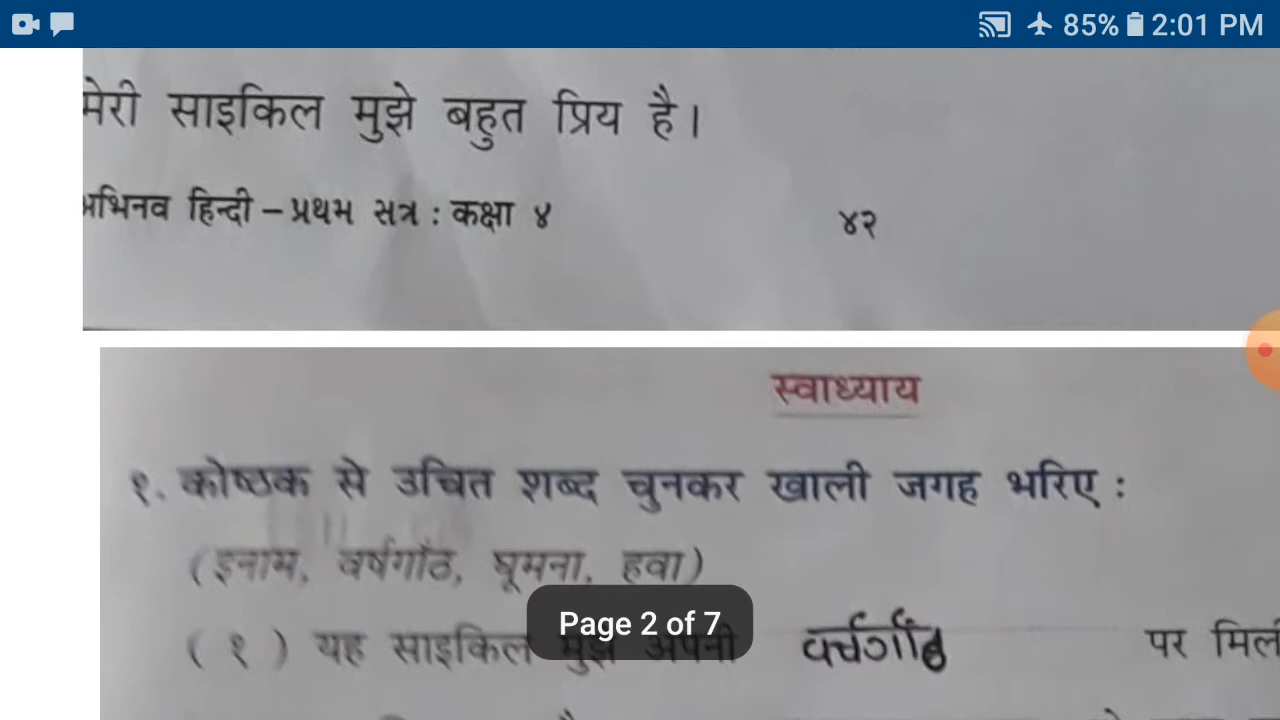 85% 2:01 PM
मेरी साइकिल मुझे बहुत प्रिय है।
अभिनव हिन्दी – प्रथम सत्र : कक्षा ४ ४२
स्वाध्याय
१. कोष्ठक से उचित शब्द चुनकर खाली जगह भरिए :
(इनाम, वर्षगाँठ, घूमना, हवा)
Page 2 of 7
( १ ) यह साइकिल मुझे अपनी वर्षगाँठ पर मिली